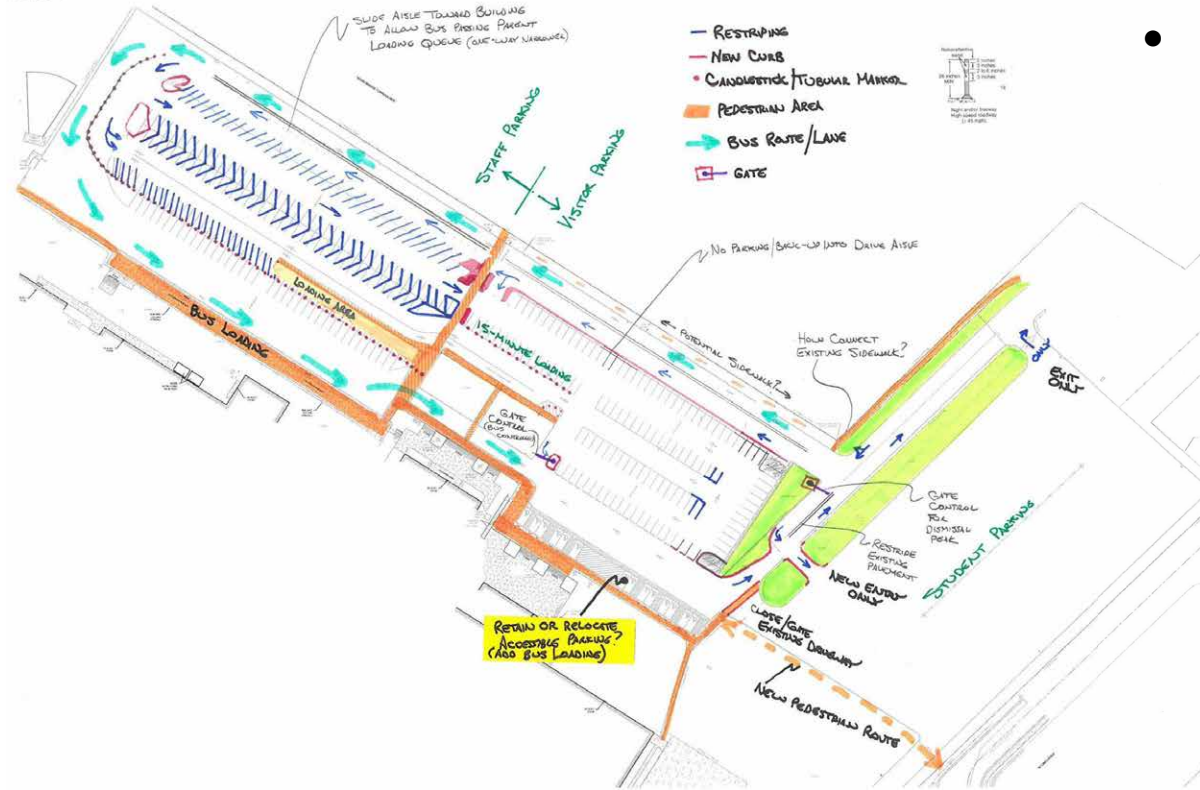 SLIDE AISLE TOWARD BUILDING
TO ALLOW BUS PASSING PARENT
LOADING QUEUE (ONE-WAY NARROWER)
RESTRIPING
NEW CURB
CANDLESTICK/TUBULAR MARKER
PEDESTRIAN AREA
BUS ROUTE/LANE
GATE
STAFF PARKING
VISITOR PARKING
NO PARKING/BACK-UP INTO DRIVE AISLE
LOADING AREA
BUS LOADING
15-MINUTE LOADING
POTENTIAL SIDEWALK?
HOW CONNECT
EXISTING SIDEWALK?
EXIT
ONLY
ONLY
GATE
CONTROL
(BUS
GATE
CONTROL
FOR
DISMISSAL
PEAK
RESTRIPE
EXISTING
PAVEMENT
STUDENT PARKING
NEW ENTRY
ONLY
CLOSE/GATE
EXISTING DRIVEWAY
RETAIN OR RELOCATE
ACCESSIBLE PARKING?
(ADD BUS LOADING)
NEW PEDESTRIAN ROUTE